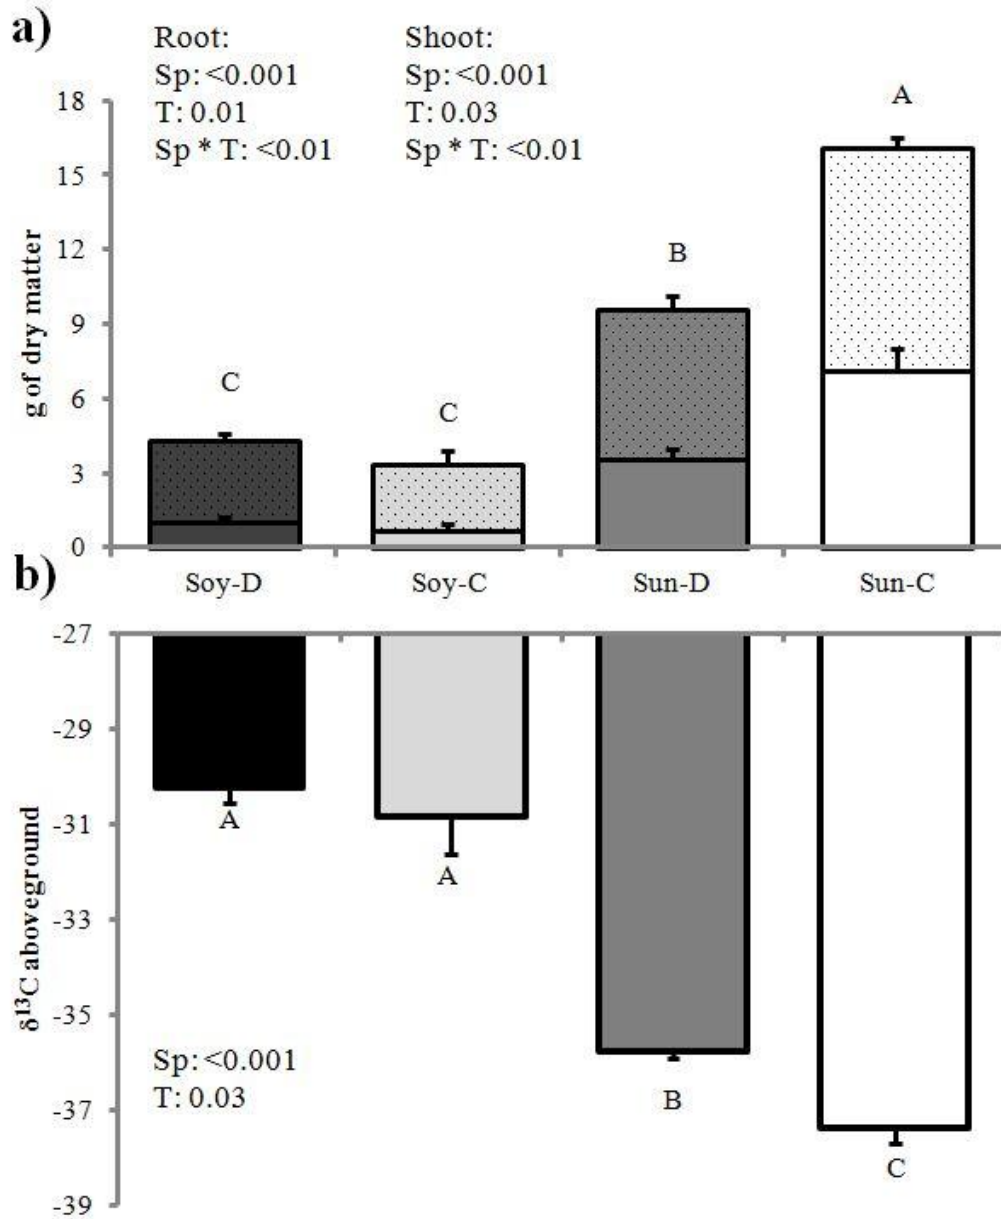 a)
Root:
Sp: <0.001
T: 0.01
Sp * T: <0.01
Shoot:
Sp: <0.001
T: 0.03
Sp * T: <0.01
g of dry matter
18
15
12
9
6
3
0
C
C
B
A
Soy-D
Soy-C
Sun-D
Sun-C
b)
δ¹³C aboveground
-27
-29
-31
-33
-35
-37
-39
A
A
B
C
Sp: <0.001
T: 0.03